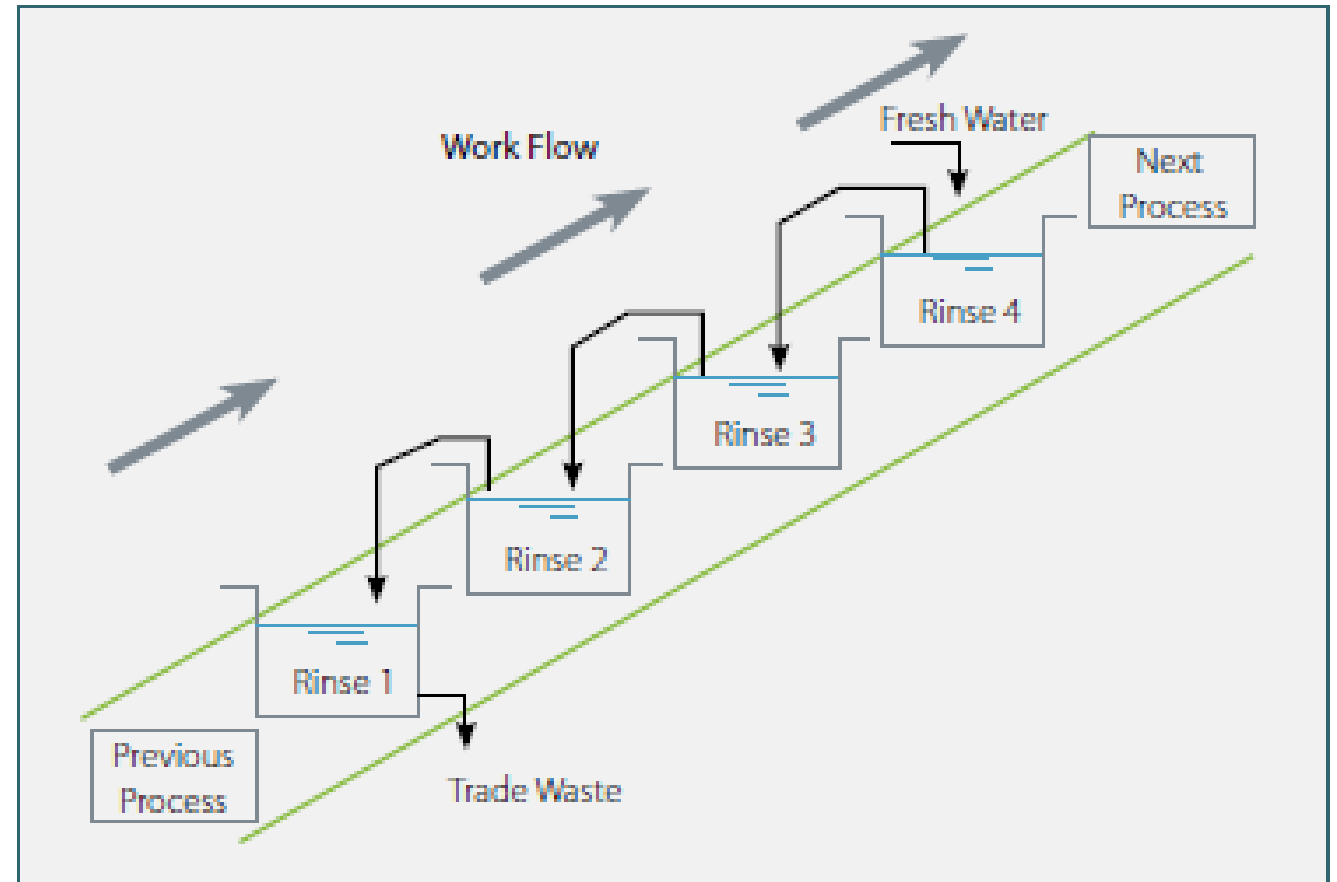 Fresh Water
Work Flow
Next
Process
Rinse 4
Rinse 3
Rinse 2
Rinse 1
Previous
Process
Trade Waste